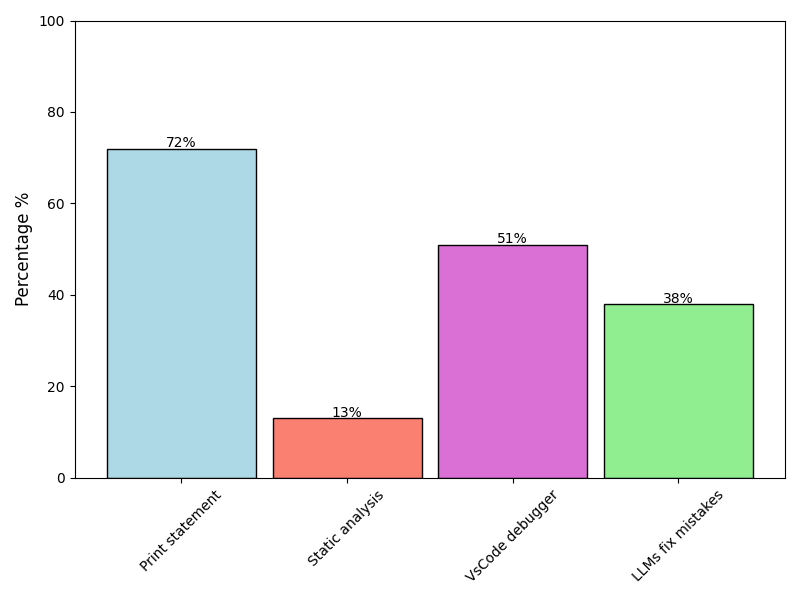 100
80
60
40
20
0
Percentage %
72%
13%
51%
38%
Print statement
Static analysis
VsCode debugger
LLMs fix mistakes